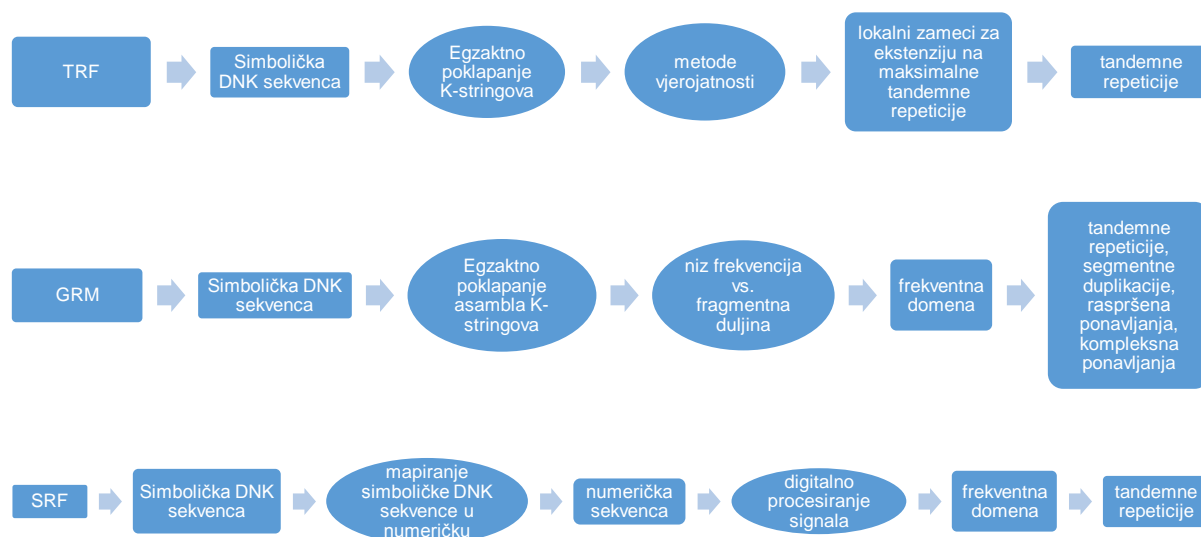 TRF
Simbolička
DNK sekvenca
Egzaktno
poklapanje
K-stringova
metode
vjerojatnosti
lokalni zameci za
ekstenziju na
maksimalne
tandemne
repeticije
tandemne
repeticije
GRM
Simbolička DNK
sekvenca
Egzaktno
poklapanje
asambla K-
stringova
niz frekvencija
vs.
fragmentna
duljina
frekventna
domena
tandemne
repeticije,
segmentne
duplikacije,
raspršena
ponavljanja,
kompleksna
ponavljanja
SRF
Simbolička DNK
sekvenca
mapiranje
simboličke DNK
sekvence u
numeričku
numerička
sekvenca
digitalno
procesiranje
signala
frekventna
domena
tandemne
repeticije